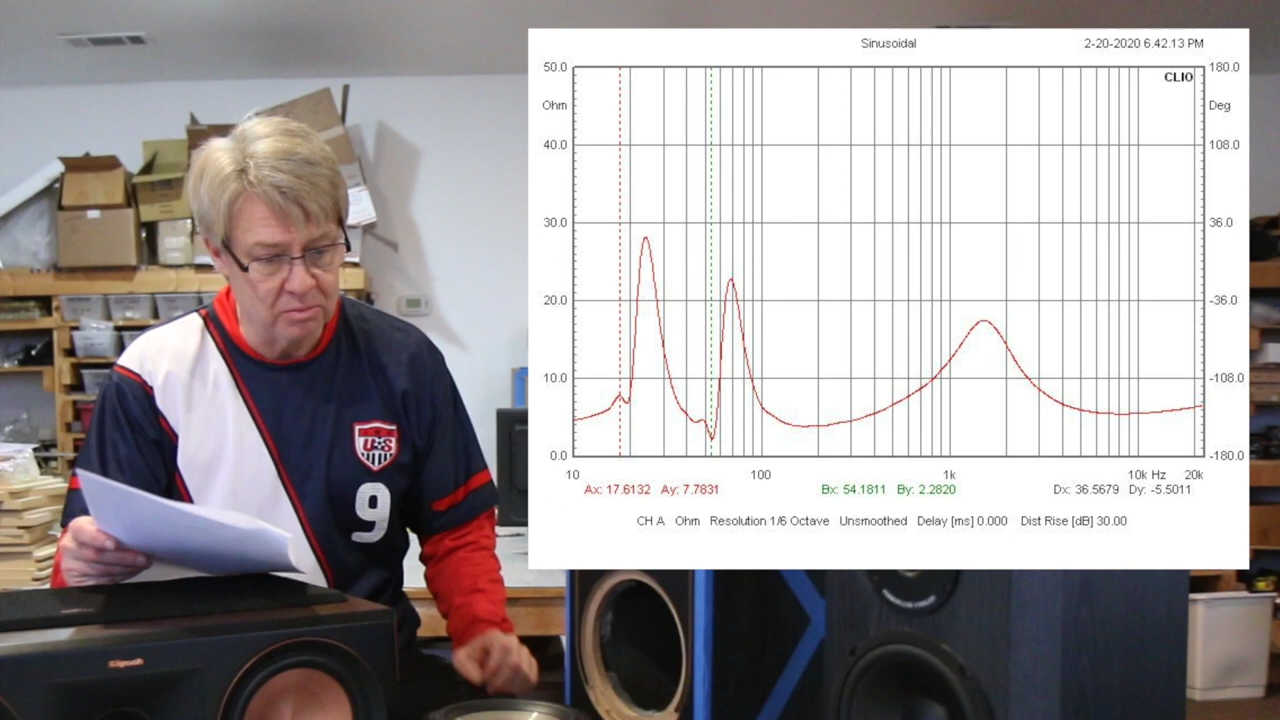 Sinusoidal
2-20-2020 6.42.13 PM
50.0
180.0
CLIO
Ohm
Deg
40.0
108.0
30.0
36.0
20.0
-36.0
10.0
-108.0
0.0
-180.0
10 100 1k 10k Hz 20k
Ax: 17.6132 Ay: 7.7831 Bx: 54.1811 By: 2.2820 Dx: 36.5679 Dy: -5.5011
CH A Ohm Resolution 1/6 Octave Unsmoothed Delay [ms] 0.000 Dist Rise [dB] 30.00
US
9
Klipsch